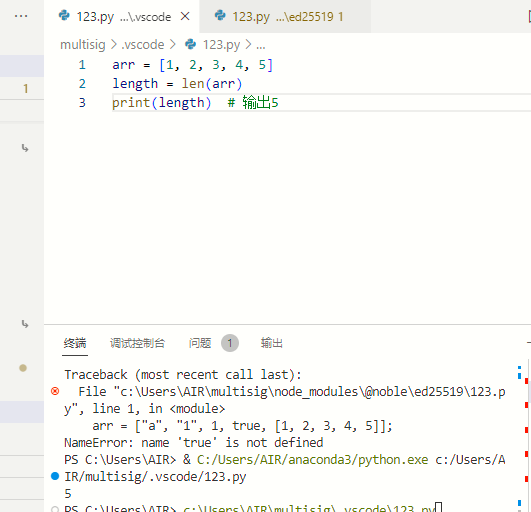 123.py ...\.vscode
123.py ...\ed25519 1
multisig > .vscode > 123.py > ...
1
1 arr = [1, 2, 3, 4, 5]
2 length = len(arr)
3 print(length)  # 输出5
终端 调试控制台 问题 1 输出
Traceback (most recent call last):
File "c:\Users\AIR\multisig\node_modules\@noble\ed25519\123.p
y", line 1, in <module>
arr = ["a", "1", 1, true, [1, 2, 3, 4, 5]];
NameError: name 'true' is not defined
PS C:\Users\AIR> & C:/Users/AIR/anaconda3/python.exe c:/Users/A
IR/multisig/.vscode/123.py
5
PS C:\Users\AIR> c:\Users\AIR\multisig\.vscode\123.py